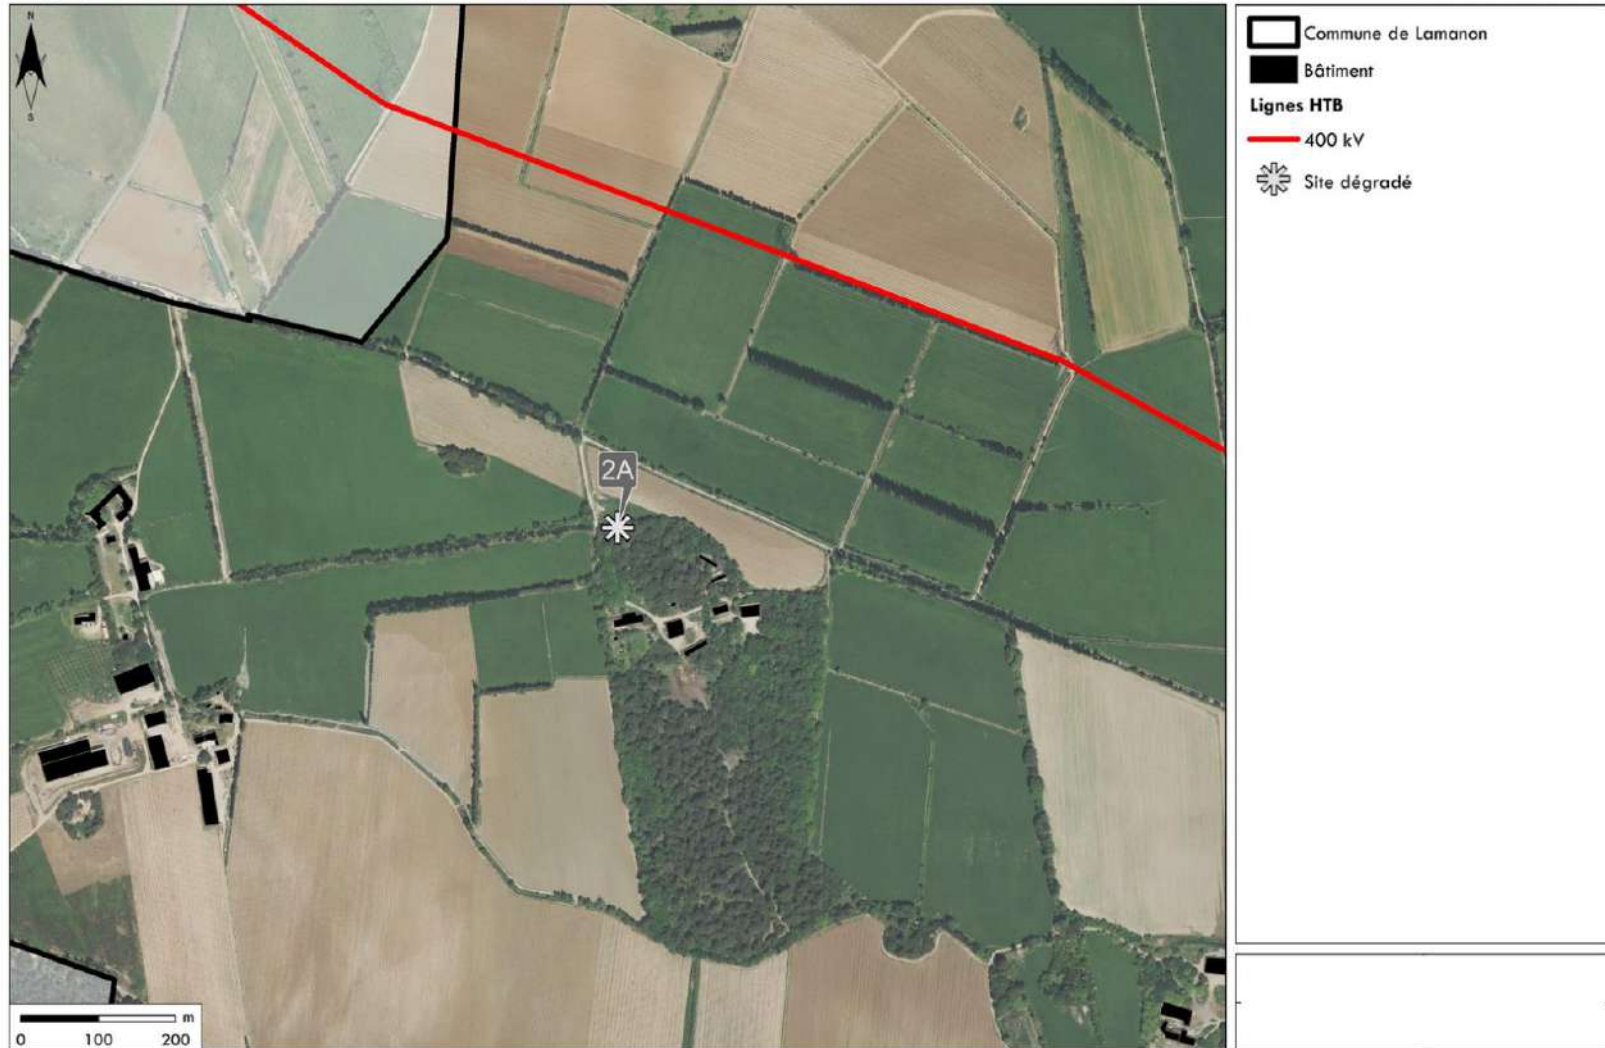 N
S
2A
m
0 100 200
Commune de Lamanon
Bâtiment
Lignes HTB
400 kV
Site dégradé